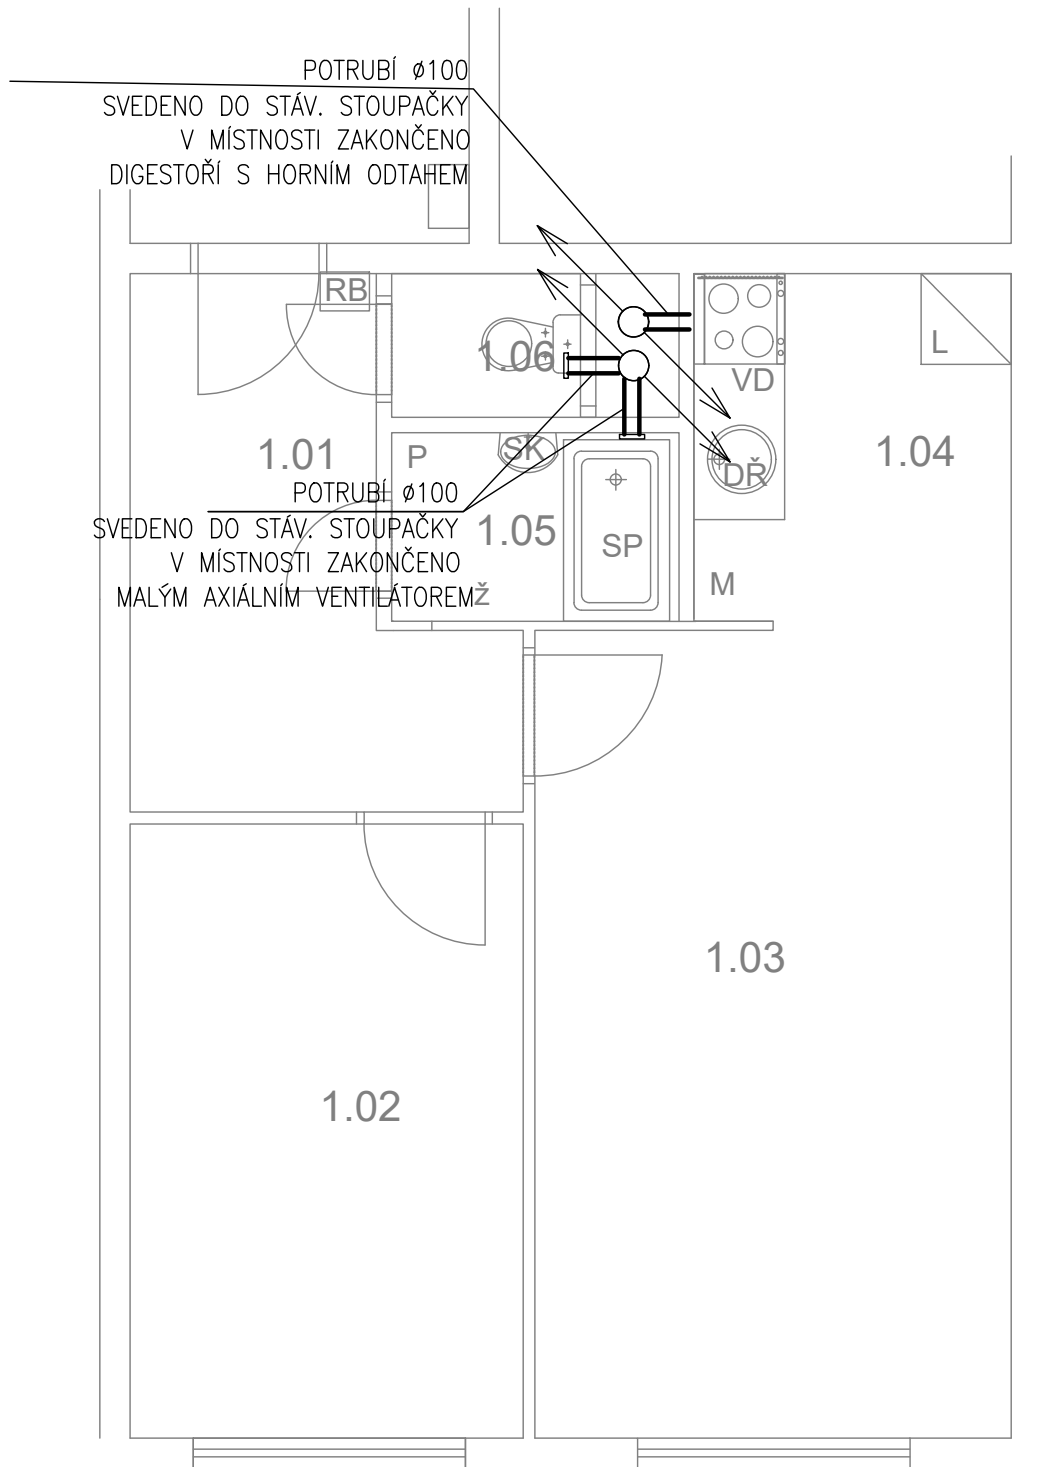 POTRUBÍ ø100
SVEDENO DO STÁV. STOUPAČKY
V MÍSTNOSTI ZAKONČENO
DIGESTOŘÍ S HORNÍM ODTAHEM
RB
1.06
L
VD
1.01
P
SK
DŘ
1.04
POTRUBÍ ø100
SVEDENO DO STÁV. STOUPAČKY
V MÍSTNOSTI ZAKONČENO
MALÝM AXIÁLNÍM VENTILÁTOREM
1.05
SP
M
Ž
1.03
1.02